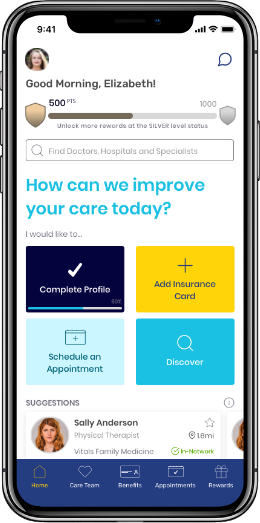 9:41
Good Morning, Elizabeth!
500 PTS
1000
Unlock more rewards at the SILVER level status
Find Doctors, Hospitals and Specialists
How can we improve
your care today?
I would like to...
Complete Profile
60%
Add Insurance
Card
Schedule an
Appointment
Discover
SUGGESTIONS
Sally Anderson
Physical Therapist
1.8mi
Vitals Family Medicine
In-Network
Home
Care Team
Benefits
Appointments
Rewards